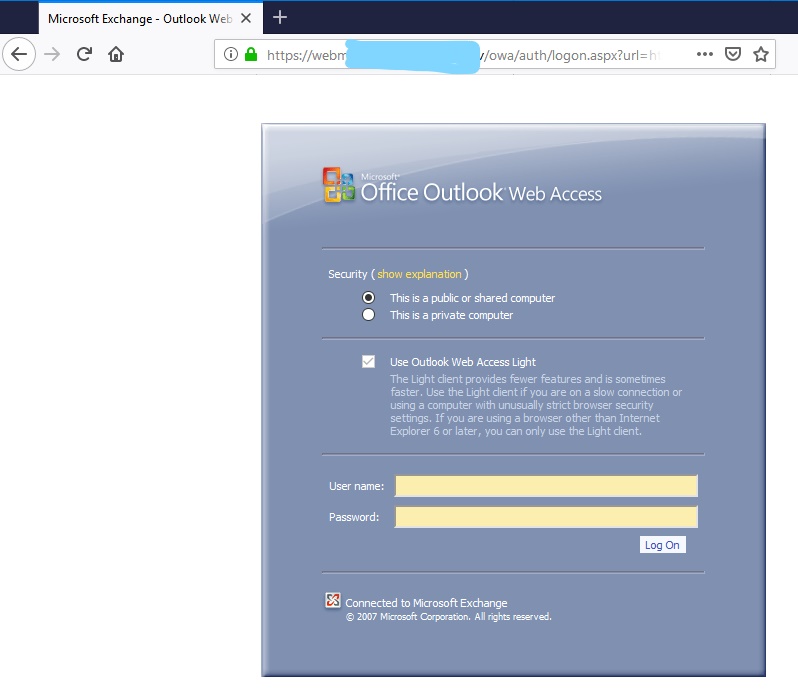 Microsoft Exchange - Outlook Web
https://webm
/owa/auth/logon.aspx?url=
Microsoft®
Office Outlook® Web Access
Security ( show explanation )
This is a public or shared computer
This is a private computer
Use Outlook Web Access Light
The Light client provides fewer features and is sometimes
faster. Use the Light client if you are on a slow connection or
using a computer with unusually strict browser security
settings. If you are using a browser other than Internet
Explorer 6 or later, you can only use the Light client.
User name:
Password:
Log On
Connected to Microsoft Exchange
© 2007 Microsoft Corporation. All rights reserved.